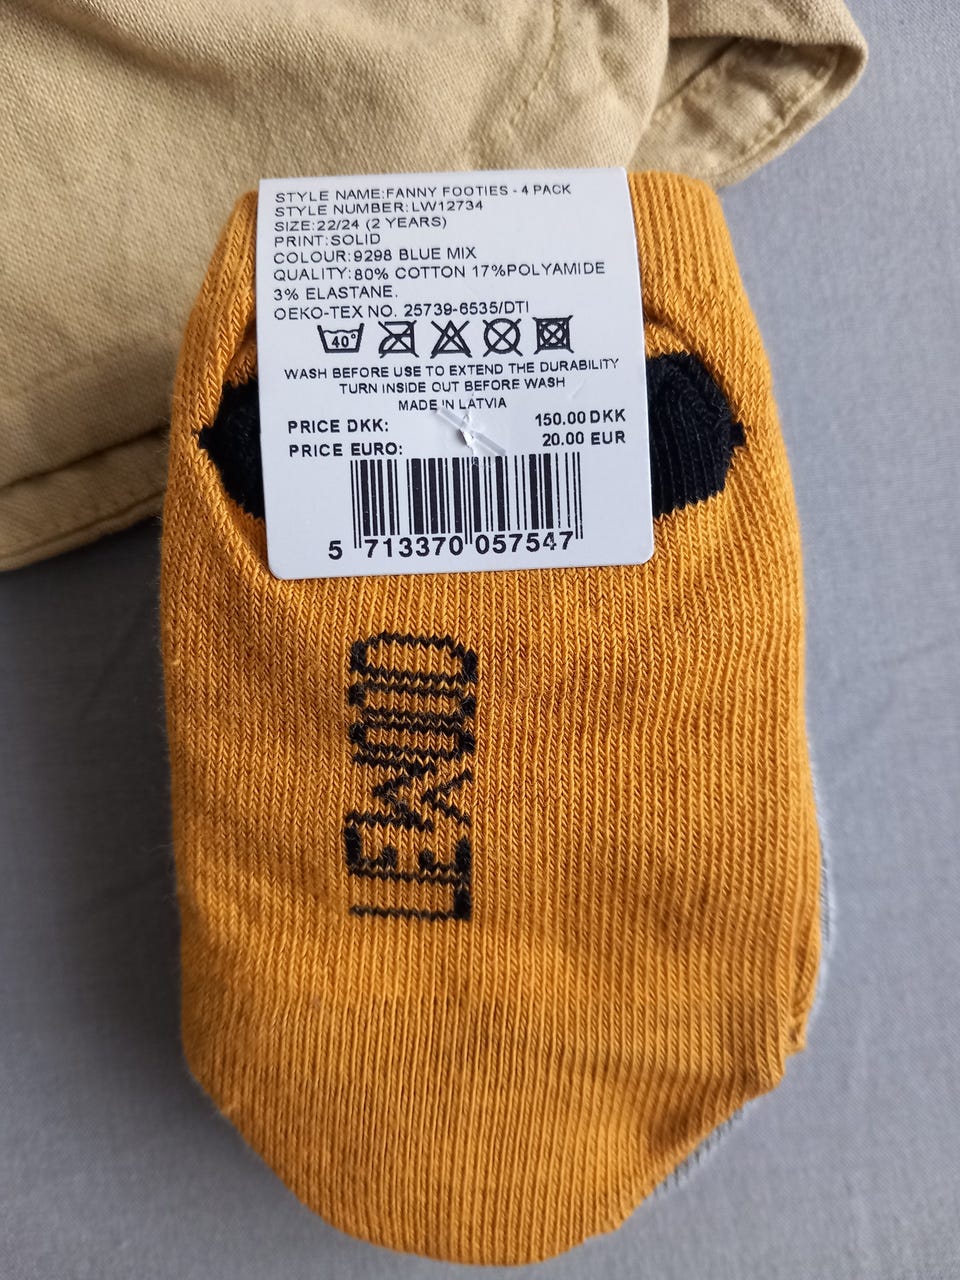 STYLE NAME:FANNY FOOTIES - 4 PACK
STYLE NUMBER:LW12734
SIZE:22/24 (2 YEARS)
PRINT:SOLID
COLOUR:9298 BLUE MIX
QUALITY:80% COTTON 17%POLYAMIDE
3% ELASTANE.
OEKO-TEX NO. 25739-6535/DTI
40°
WASH BEFORE USE TO EXTEND THE DURABILITY
TURN INSIDE OUT BEFORE WASH
MADE IN LATVIA
PRICE DKK: 150.00 DKK
PRICE EURO: 20.00 EUR
5 713370 057547
LEWOOD